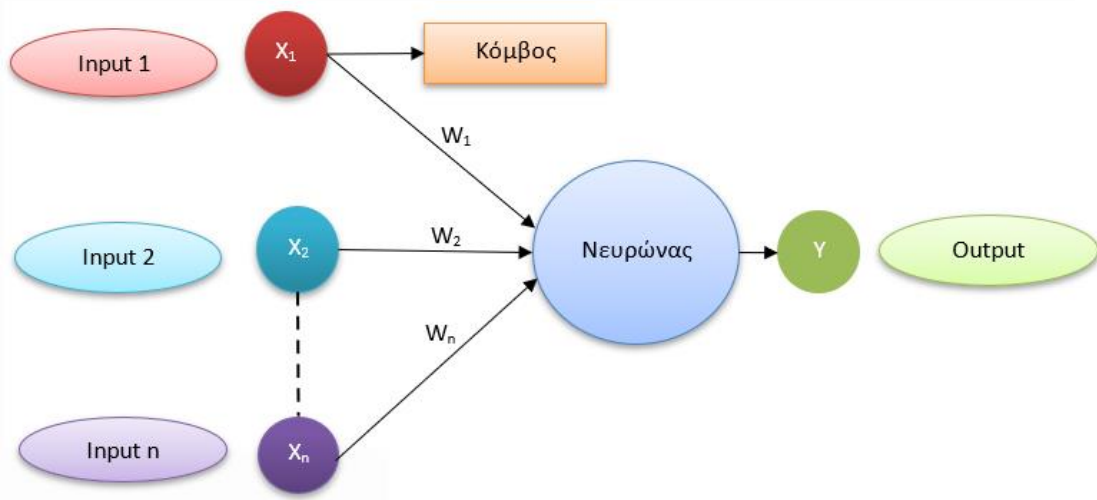 Input 1
X₁
Κόμβος
W₁
Input 2
X₂
W₂
Νευρώνας
Y
Output
Wₙ
Input n
Xₙ